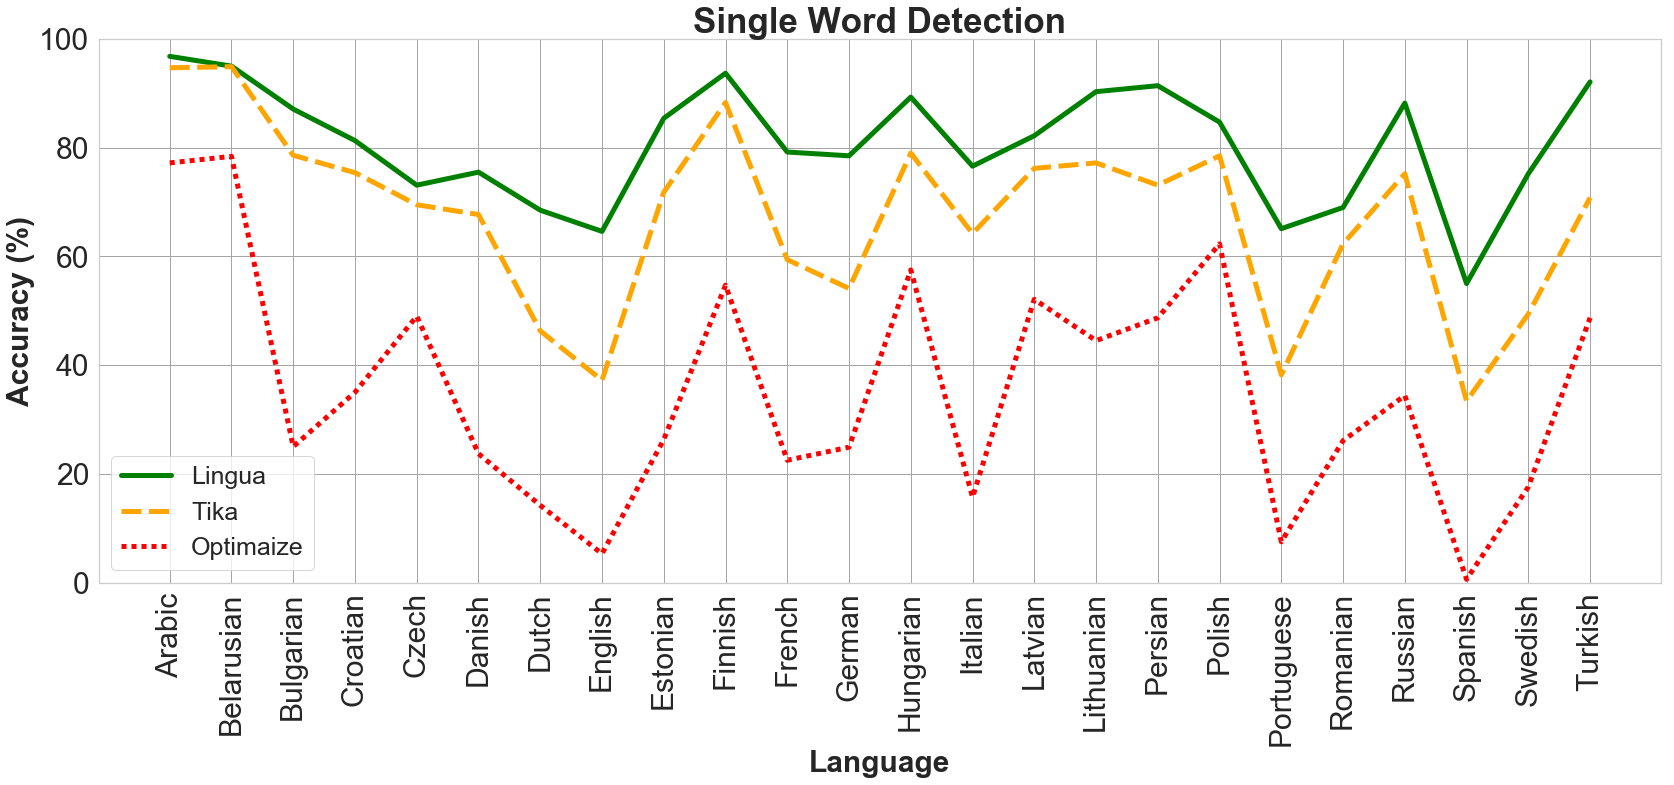 Single Word Detection
100
80
60
40
20
0
Accuracy (%)
Lingua
Tika
Optimaize
Arabic
Belarusian
Bulgarian
Croatian
Czech
Danish
Dutch
English
Estonian
Finnish
French
German
Hungarian
Italian
Latvian
Lithuanian
Persian
Polish
Portuguese
Romanian
Russian
Spanish
Swedish
Turkish
Language